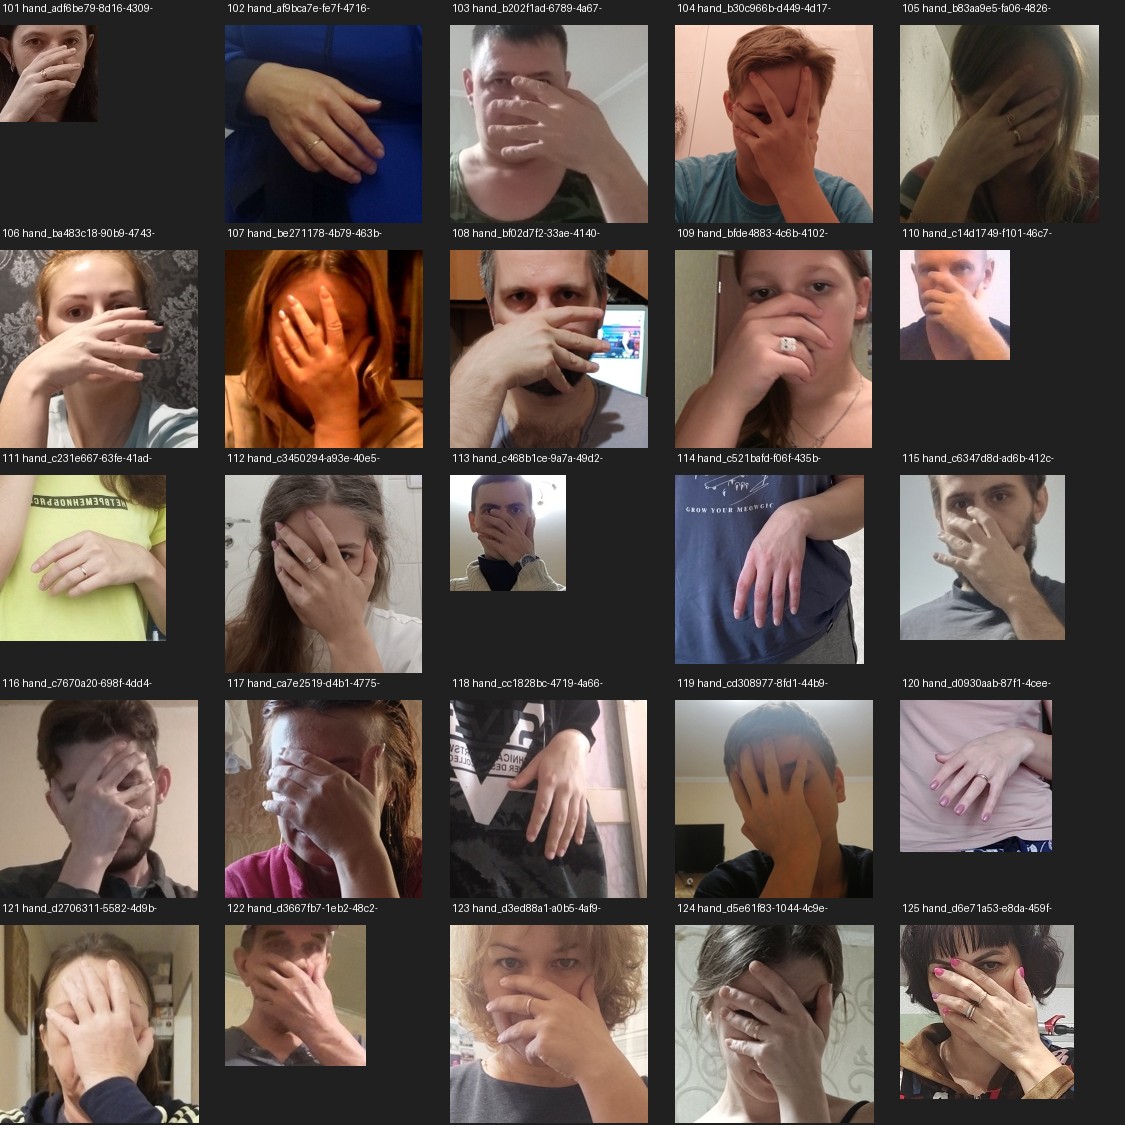 101 hand_adf6be79-8d16-4309-
102 hand_af9bca7e-fe7f-4716-
103 hand_b202f1ad-6789-4a67-
104 hand_b30c966b-d449-4d17-
105 hand_b83aa9e5-fa06-4826-
106 hand_ba483c18-90b9-4743-
107 hand_be271178-4b79-463b-
108 hand_bf02d7f2-33ae-4140-
109 hand_bfde4883-4c6b-4102-
110 hand_c14d1749-f101-46c7-
111 hand_c231e667-63fe-41ad-
112 hand_c3450294-a93e-40e5-
113 hand_c468b1ce-9a7a-49d2-
114 hand_c521bafd-f06f-435b-
115 hand_c6347d8d-ad6b-412c-
GROW YOUR MEOWGIC
116 hand_c7670a20-698f-4dd4-
117 hand_ca7e2519-d4b1-4775-
118 hand_cc1828bc-4719-4a66-
119 hand_cd308977-8fd1-44b9-
120 hand_d0930aab-87f1-4cee-
121 hand_d2706311-5582-4d9b-
122 hand_d3667fb7-1eb2-48c2-
123 hand_d3ed88a1-a0b5-4af9-
124 hand_d5e61f83-1044-4c9e-
125 hand_d6e71a53-e8da-459f-